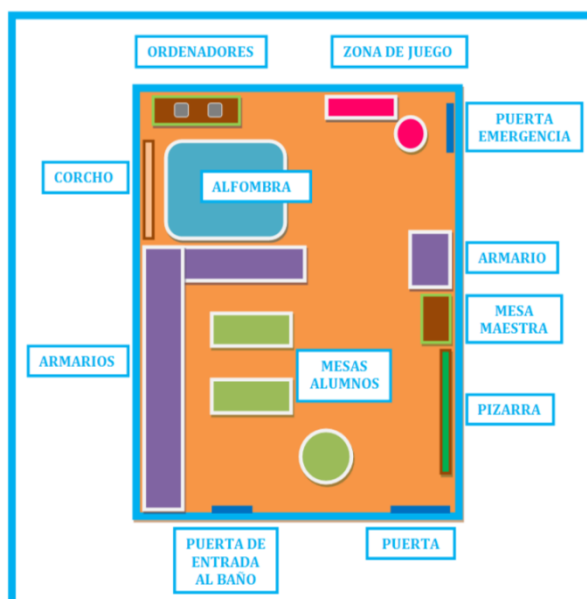 ORDENADORES
ZONA DE JUEGO
PUERTA
EMERGENCIA
CORCHO
ALFOMBRA
ARMARIO
MESA
MAESTRA
ARMARIOS
MESAS
ALUMNOS
PIZARRA
PUERTA DE
ENTRADA
AL BAÑO
PUERTA